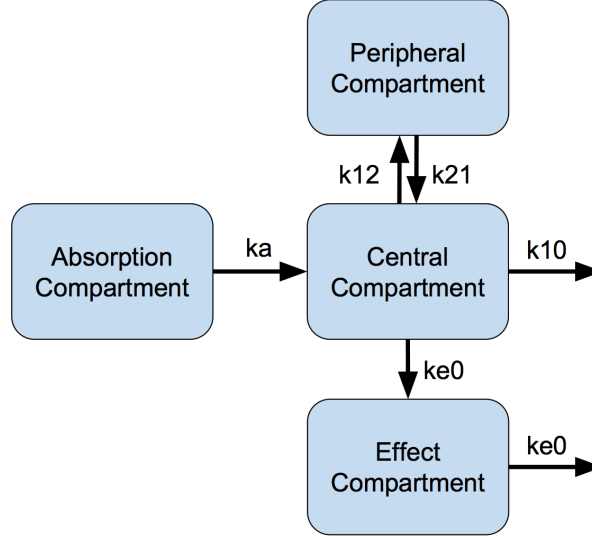 Peripheral
Compartment
k12
k21
Absorption
Compartment
ka
Central
Compartment
k10
ke0
Effect
Compartment
ke0